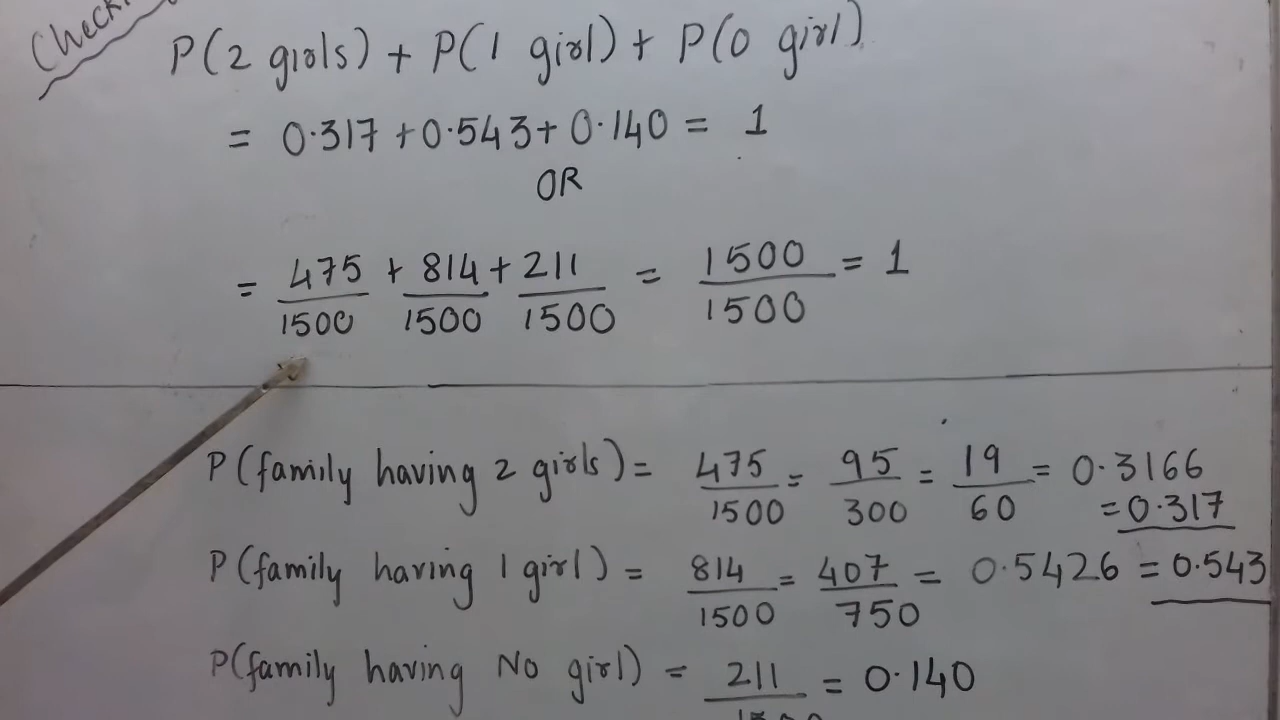 Checki
P(2 girls) + P(1 girl) + P(0 girl)
= 0.317 + 0.543 + 0.140 = 1
OR
= 475/1500 + 814/1500 + 211/1500 = 1500/1500 = 1
P(family having 2 girls) = 475/1500 = 95/300 = 19/60 = 0.3166
= 0.317
P(family having 1 girl) = 814/1500 = 407/750 = 0.5426 = 0.543
P(family having No girl) = 211/1500 = 0.140